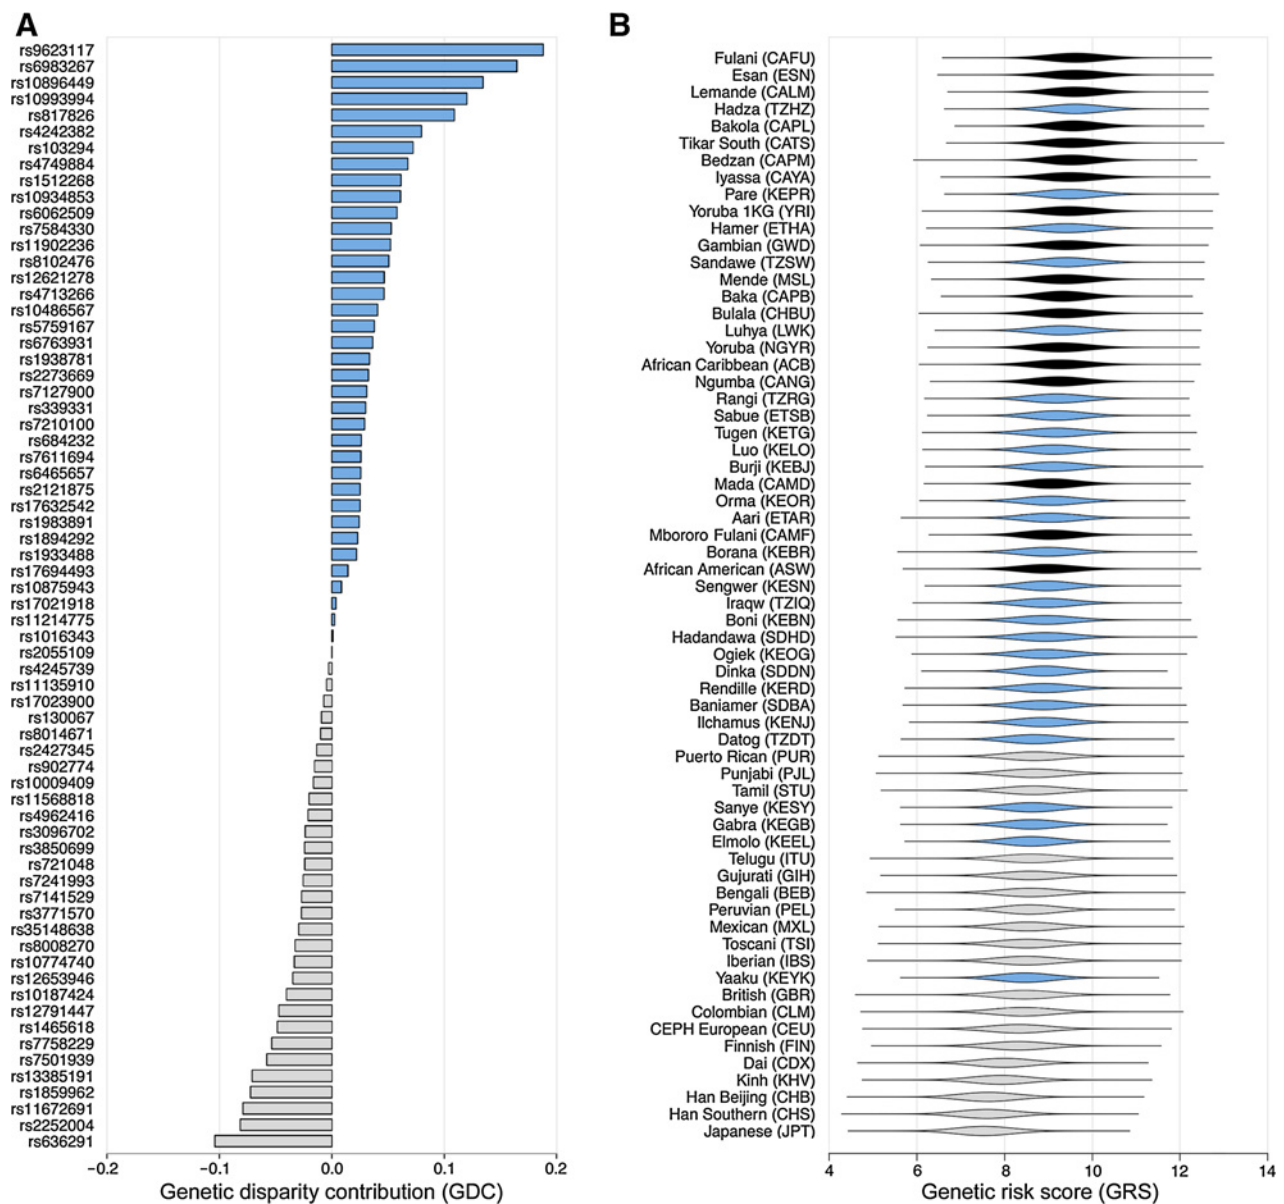 A
rs9623117
rs6983267
rs10896449
rs10993994
rs817826
rs4242382
rs103294
rs4749884
rs1512268
rs10934853
rs6062509
rs7584330
rs11902236
rs8102476
rs12621278
rs4713266
rs10486567
rs5759167
rs6763931
rs1938781
rs2273669
rs7127900
rs339331
rs7210100
rs684232
rs7611694
rs6465657
rs2121875
rs17632542
rs1983891
rs1894292
rs1933488
rs17694493
rs10875943
rs17021918
rs11214775
rs1016343
rs2055109
rs4245739
rs11135910
rs17023900
rs130067
rs8014671
rs2427345
rs902774
rs10009409
rs11568818
rs4962416
rs3096702
rs3850699
rs721048
rs7241993
rs7141529
rs3771570
rs35148638
rs8008270
rs10774740
rs12653946
rs10187424
rs12791447
rs1465618
rs7758229
rs7501939
rs13385191
rs1859962
rs11672691
rs2252004
rs636291
−0.2 −0.1 0.0 0.1 0.2
Genetic disparity contribution (GDC)
B
Fulani (CAFU)
Esan (ESN)
Lemande (CALM)
Hadza (TZHZ)
Bakola (CAPL)
Tikar South (CATS)
Bedzan (CAPM)
Iyassa (CAYA)
Pare (KEPR)
Yoruba 1KG (YRI)
Hamer (ETHA)
Gambian (GWD)
Sandawe (TZSW)
Mende (MSL)
Baka (CAPB)
Bulala (CHBU)
Luhya (LWK)
Yoruba (NGYR)
African Caribbean (ACB)
Ngumba (CANG)
Rangi (TZRG)
Sabue (ETSB)
Tugen (KETG)
Luo (KELO)
Burji (KEBJ)
Mada (CAMD)
Orma (KEOR)
Aari (ETAR)
Mbororo Fulani (CAMF)
Borana (KEBR)
African American (ASW)
Sengwer (KESN)
Iraqw (TZIQ)
Boni (KEBN)
Hadandawa (SDHD)
Ogiek (KEOG)
Dinka (SDDN)
Rendille (KERD)
Baniamer (SDBA)
Ilchamus (KENJ)
Datog (TZDT)
Puerto Rican (PUR)
Punjabi (PJL)
Tamil (STU)
Sanye (KESY)
Gabra (KEGB)
Elmolo (KEEL)
Telugu (ITU)
Gujurati (GIH)
Bengali (BEB)
Peruvian (PEL)
Mexican (MXL)
Toscani (TSI)
Iberian (IBS)
Yaaku (KEYK)
British (GBR)
Colombian (CLM)
CEPH European (CEU)
Finnish (FIN)
Dai (CDX)
Kinh (KHV)
Han Beijing (CHB)
Han Southern (CHS)
Japanese (JPT)
4 6 8 10 12 14
Genetic risk score (GRS)